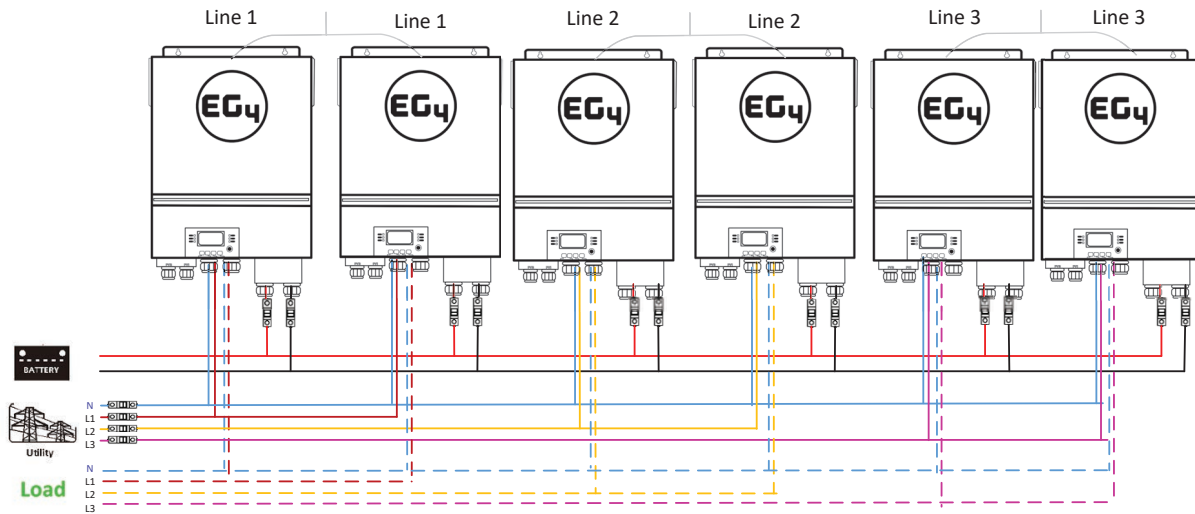 Line 1
Line 1
Line 2
Line 2
Line 3
Line 3
EG4
EG4
EG4
EG4
EG4
EG4
BATTERY
N
L1
L2
L3
Utility
N
L1
L2
L3
Load